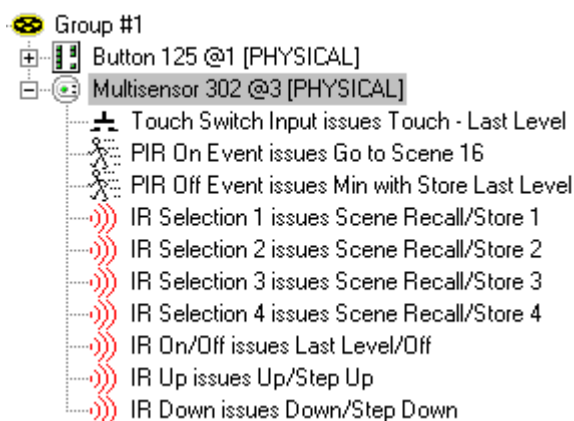 Group #1
Button 125 @1 [PHYSICAL]
Multisensor 302 @3 [PHYSICAL]
Touch Switch Input issues Touch - Last Level
PIR On Event issues Go to Scene 16
PIR Off Event issues Min with Store Last Level
IR Selection 1 issues Scene Recall/Store 1
IR Selection 2 issues Scene Recall/Store 2
IR Selection 3 issues Scene Recall/Store 3
IR Selection 4 issues Scene Recall/Store 4
IR On/Off issues Last Level/Off
IR Up issues Up/Step Up
IR Down issues Down/Step Down